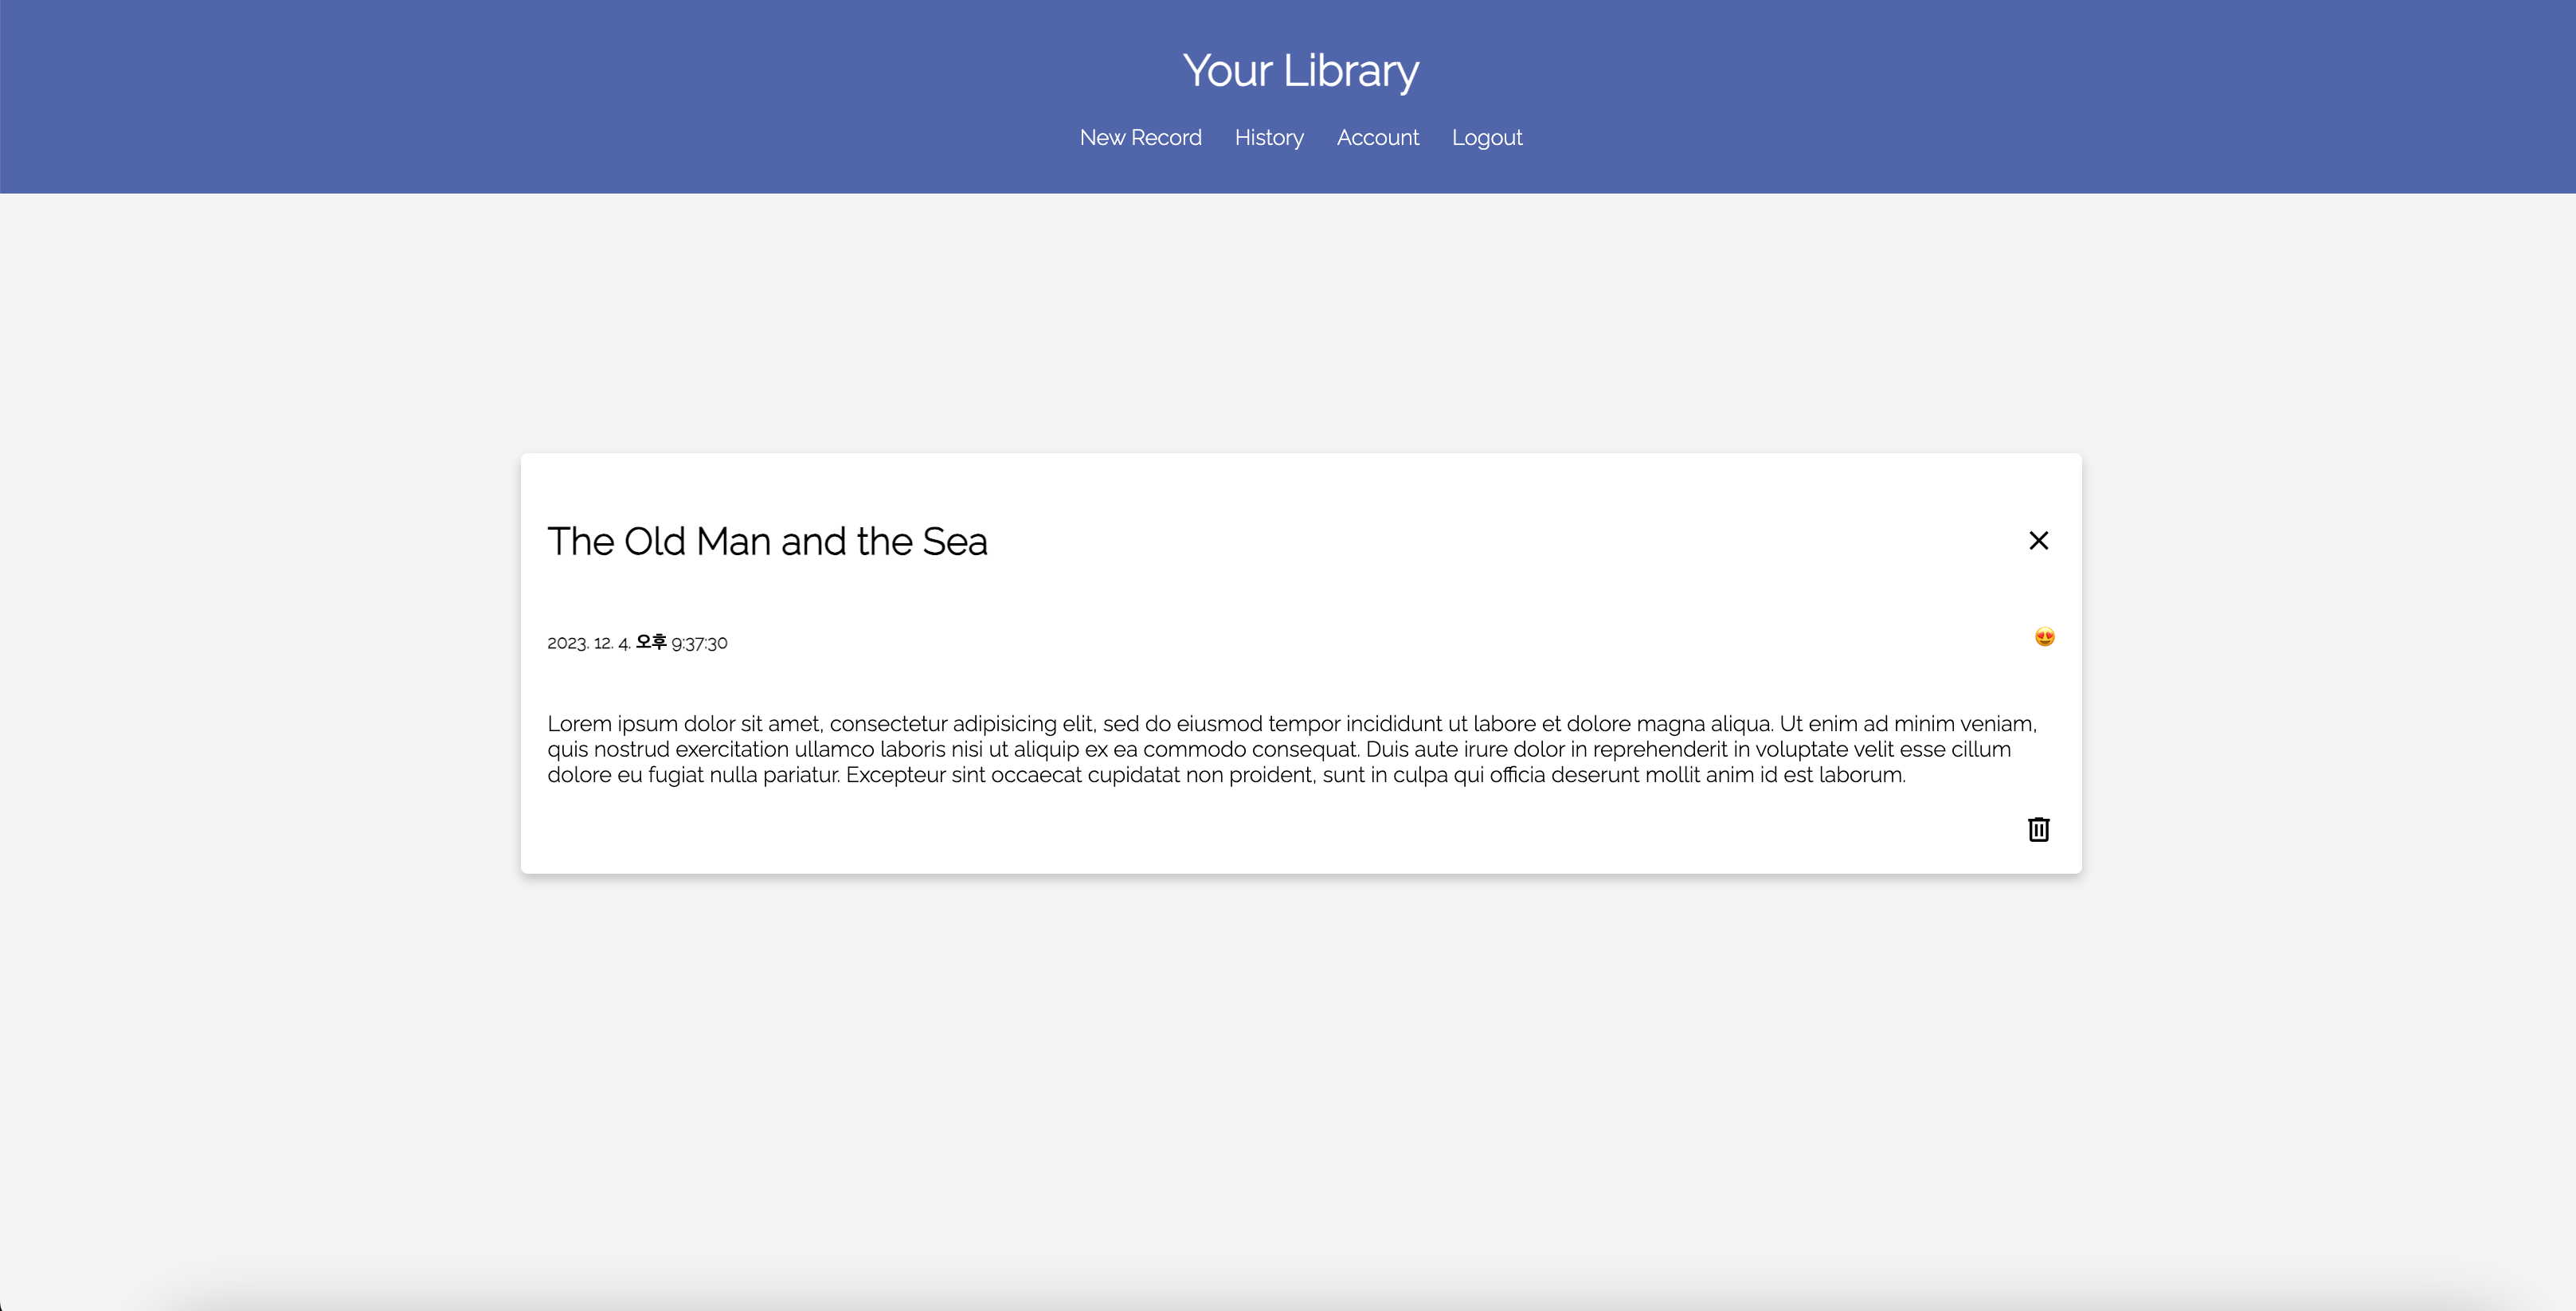 Your Library
New Record History Account Logout
The Old Man and the Sea
2023. 12. 4. 오후 9:37:30
Lorem ipsum dolor sit amet, consectetur adipisicing elit, sed do eiusmod tempor incididunt ut labore et dolore magna aliqua. Ut enim ad minim veniam,
quis nostrud exercitation ullamco laboris nisi ut aliquip ex ea commodo consequat. Duis aute irure dolor in reprehenderit in voluptate velit esse cillum
dolore eu fugiat nulla pariatur. Excepteur sint occaecat cupidatat non proident, sunt in culpa qui officia deserunt mollit anim id est laborum.